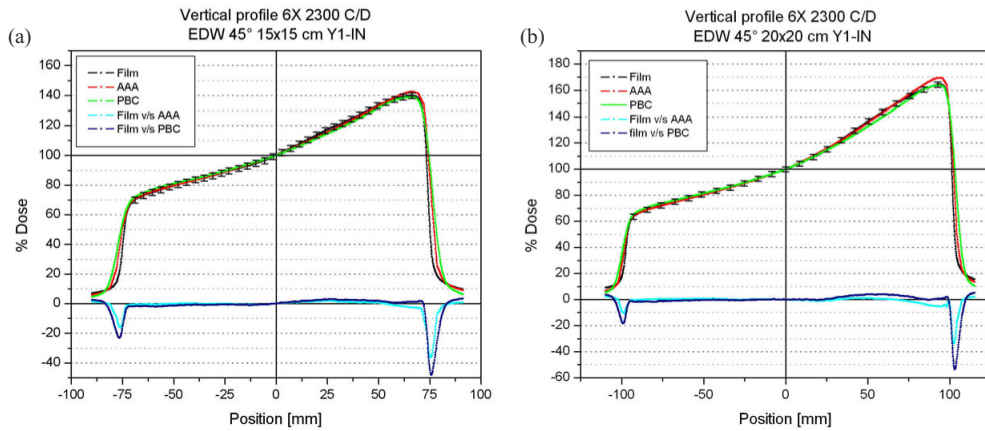 (a)
Vertical profile 6X 2300 C/D
EDW 45° 15x15 cm Y1-IN
Film
AAA
PBC
Film v/s AAA
Film v/s PBC
% Dose
160
140
120
100
80
60
40
20
0
-20
-40
-100 -75 -50 -25 0 25 50 75 100
Position [mm]
(b)
Vertical profile 6X 2300 C/D
EDW 45° 20x20 cm Y1-IN
Film
AAA
PBC
Film v/s AAA
film v/s PBC
% Dose
180
160
140
120
100
80
60
40
20
0
-20
-40
-60
-100 -50 0 50 100
Position [mm]